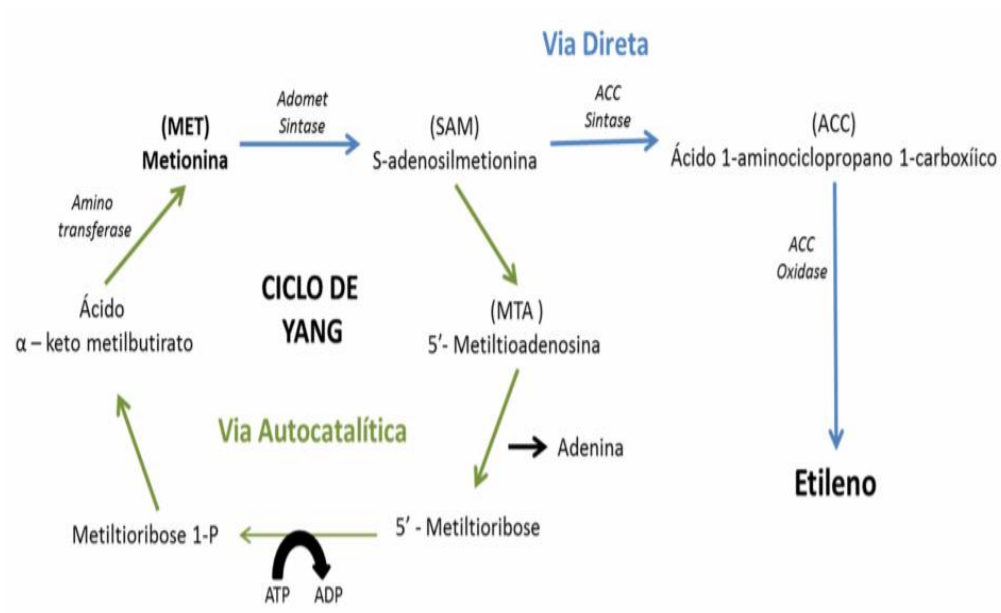 Via Direta
(MET)
Metionina
Adomet
Sintase
(SAM)
S-adenosilmetionina
ACC
Sintase
(ACC)
Ácido 1-aminociclopropano 1-carboxíico
Amino
transferase
ACC
Oxidase
CICLO DE
YANG
Ácido
α – keto metilbutirato
(MTA )
5′- Metiltioadenosina
Via Autocatalítica
Adenina
Etileno
Metiltioribose 1-P
5′ - Metiltioribose
ATP
ADP